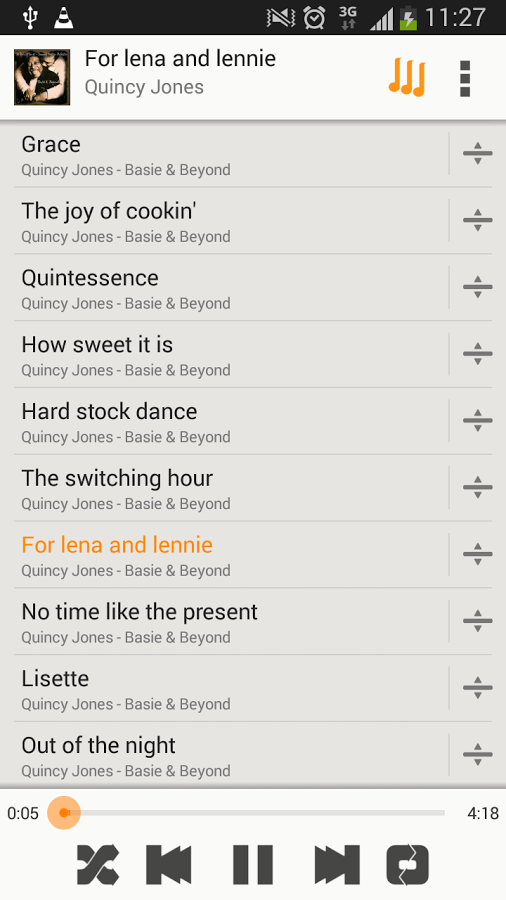 3G
11:27
For lena and lennie
Quincy Jones
Grace
Quincy Jones - Basie & Beyond
The joy of cookin'
Quincy Jones - Basie & Beyond
Quintessence
Quincy Jones - Basie & Beyond
How sweet it is
Quincy Jones - Basie & Beyond
Hard stock dance
Quincy Jones - Basie & Beyond
The switching hour
Quincy Jones - Basie & Beyond
For lena and lennie
Quincy Jones - Basie & Beyond
No time like the present
Quincy Jones - Basie & Beyond
Lisette
Quincy Jones - Basie & Beyond
Out of the night
Quincy Jones - Basie & Beyond
0:05
4:18